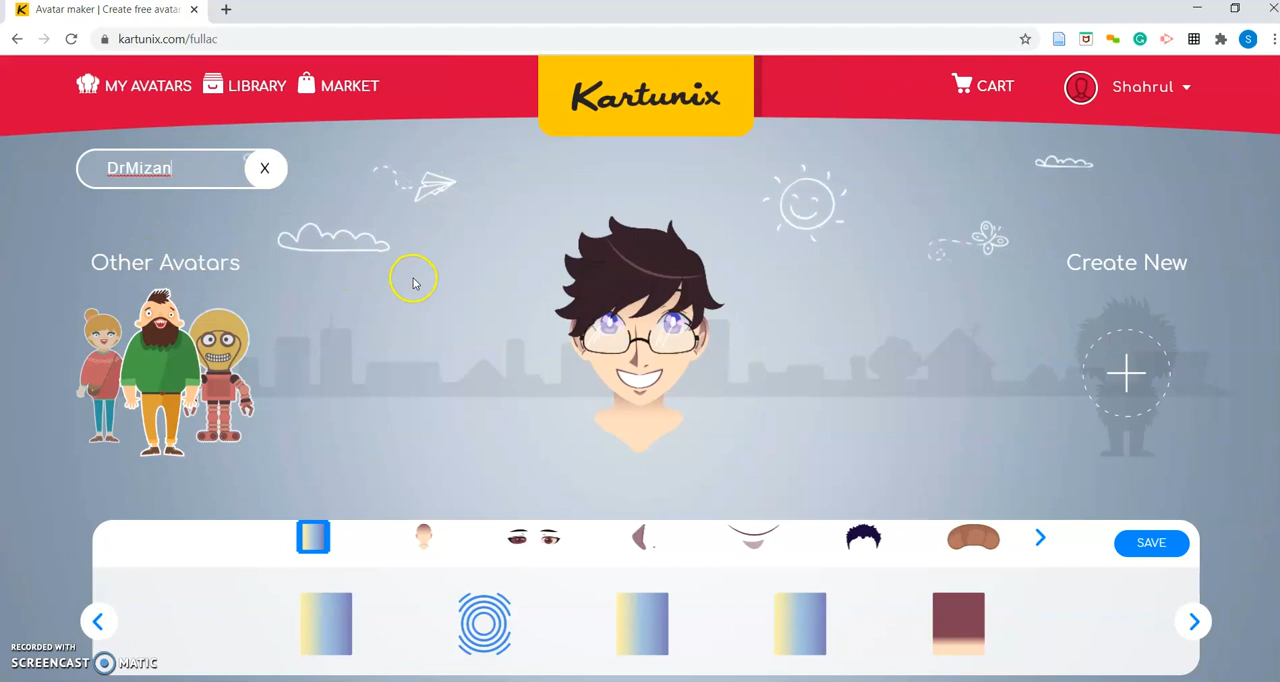 Avatar maker | Create free avatar
kartunix.com/fullac
S
MY AVATARS
LIBRARY
MARKET
Kartunix
CART
Shahrul
DrMizan
X
Other Avatars
Create New
SAVE
RECORDED WITH
SCREENCAST MATIC